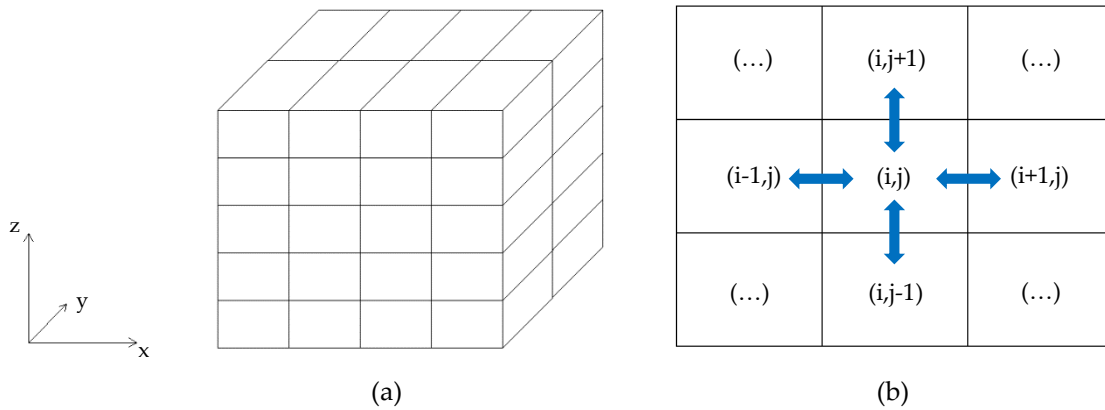 z
y
x
(a)
(...) (i,j+1) (...)
(i-1,j) (i,j) (i+1,j)
(...) (i,j-1) (...)
(b)